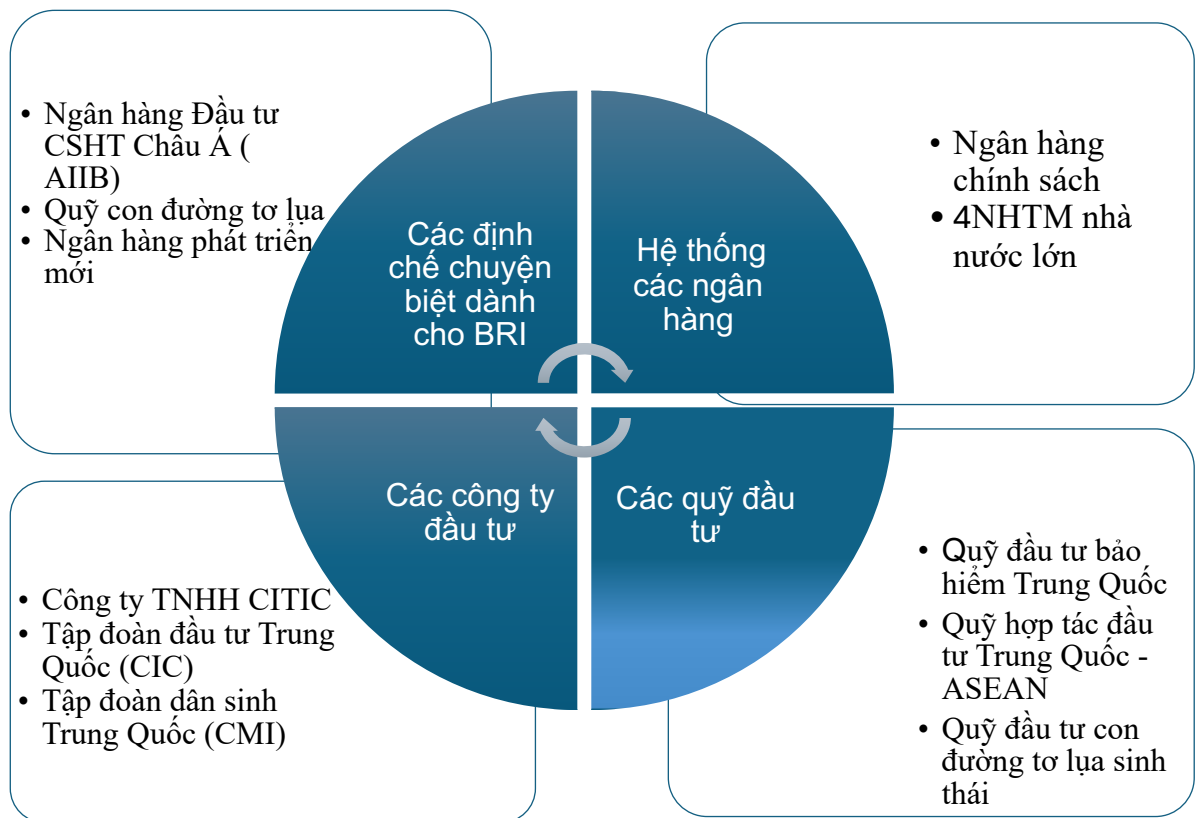 • Ngân hàng Đầu tư
CSHT Châu Á (
AIIB)
• Quỹ con đường tơ lụa
• Ngân hàng phát triển
mới
Các định
chế chuyện
biệt dành
cho BRI
Hệ thống
các ngân
hàng
• Ngân hàng
chính sách
• 4NHTM nhà
nước lớn
• Công ty TNHH CITIC
• Tập đoàn đầu tư Trung
Quốc (CIC)
• Tập đoàn dân sinh
Trung Quốc (CMI)
Các công ty
đầu tư
Các quỹ đầu
tư
• Quỹ đầu tư bảo
hiểm Trung Quốc
• Quỹ hợp tác đầu
tư Trung Quốc -
ASEAN
• Quỹ đầu tư con
đường tơ lụa sinh
thái